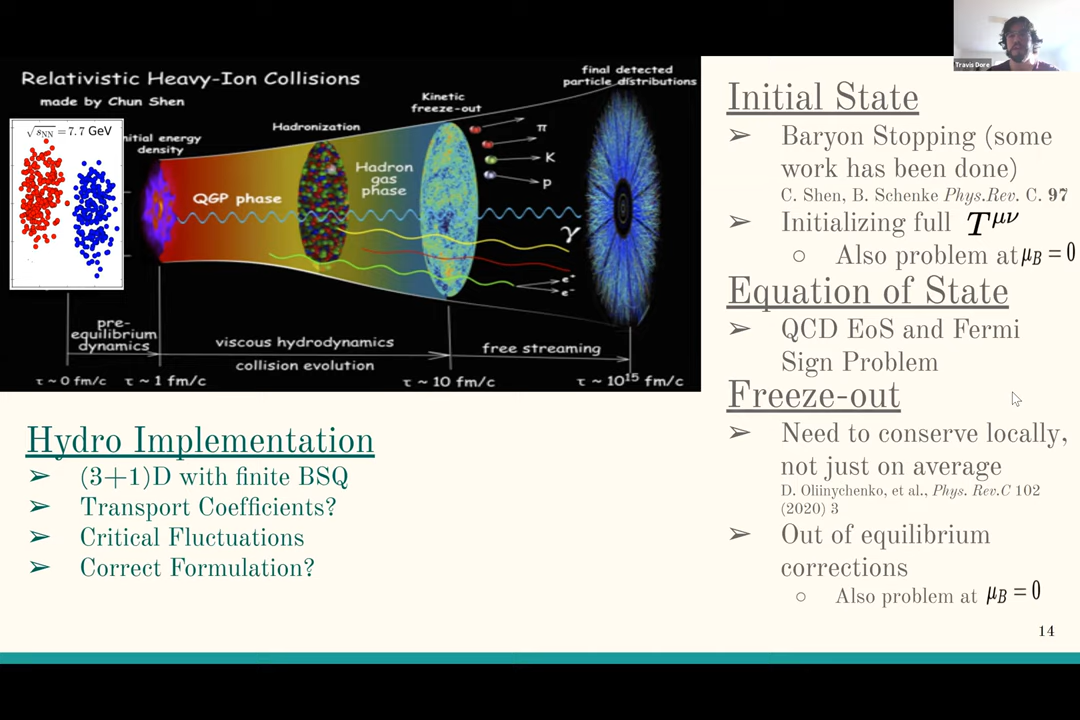 Travis Dore
Relativistic Heavy-Ion Collisions
made by Chun Shen
final detected
particle distributions
Kinetic
freeze-out
Hadronization
initial energy
density
√sNN = 7.7 GeV
π
K
p
Hadron
gas
phase
QGP phase
γ
e⁺
e⁻
pre-
equilibrium
dynamics
viscous hydrodynamics
collision evolution
free streaming
τ ~ 0 fm/c
τ ~ 1 fm/c
τ ~ 10 fm/c
τ ~ 10¹⁵ fm/c
Hydro Implementation
➢ (3+1)D with finite BSQ
➢ Transport Coefficients?
➢ Critical Fluctuations
➢ Correct Formulation?
Initial State
➢ Baryon Stopping (some
work has been done)
C. Shen, B. Schenke Phys.Rev. C. 97
➢ Initializing full T^μν
○ Also problem at μB = 0
Equation of State
➢ QCD EoS and Fermi
Sign Problem
Freeze-out
➢ Need to conserve locally,
not just on average
D. Oliinychenko, et al., Phys. Rev.C 102
(2020) 3
➢ Out of equilibrium
corrections
○ Also problem at μB = 0
14